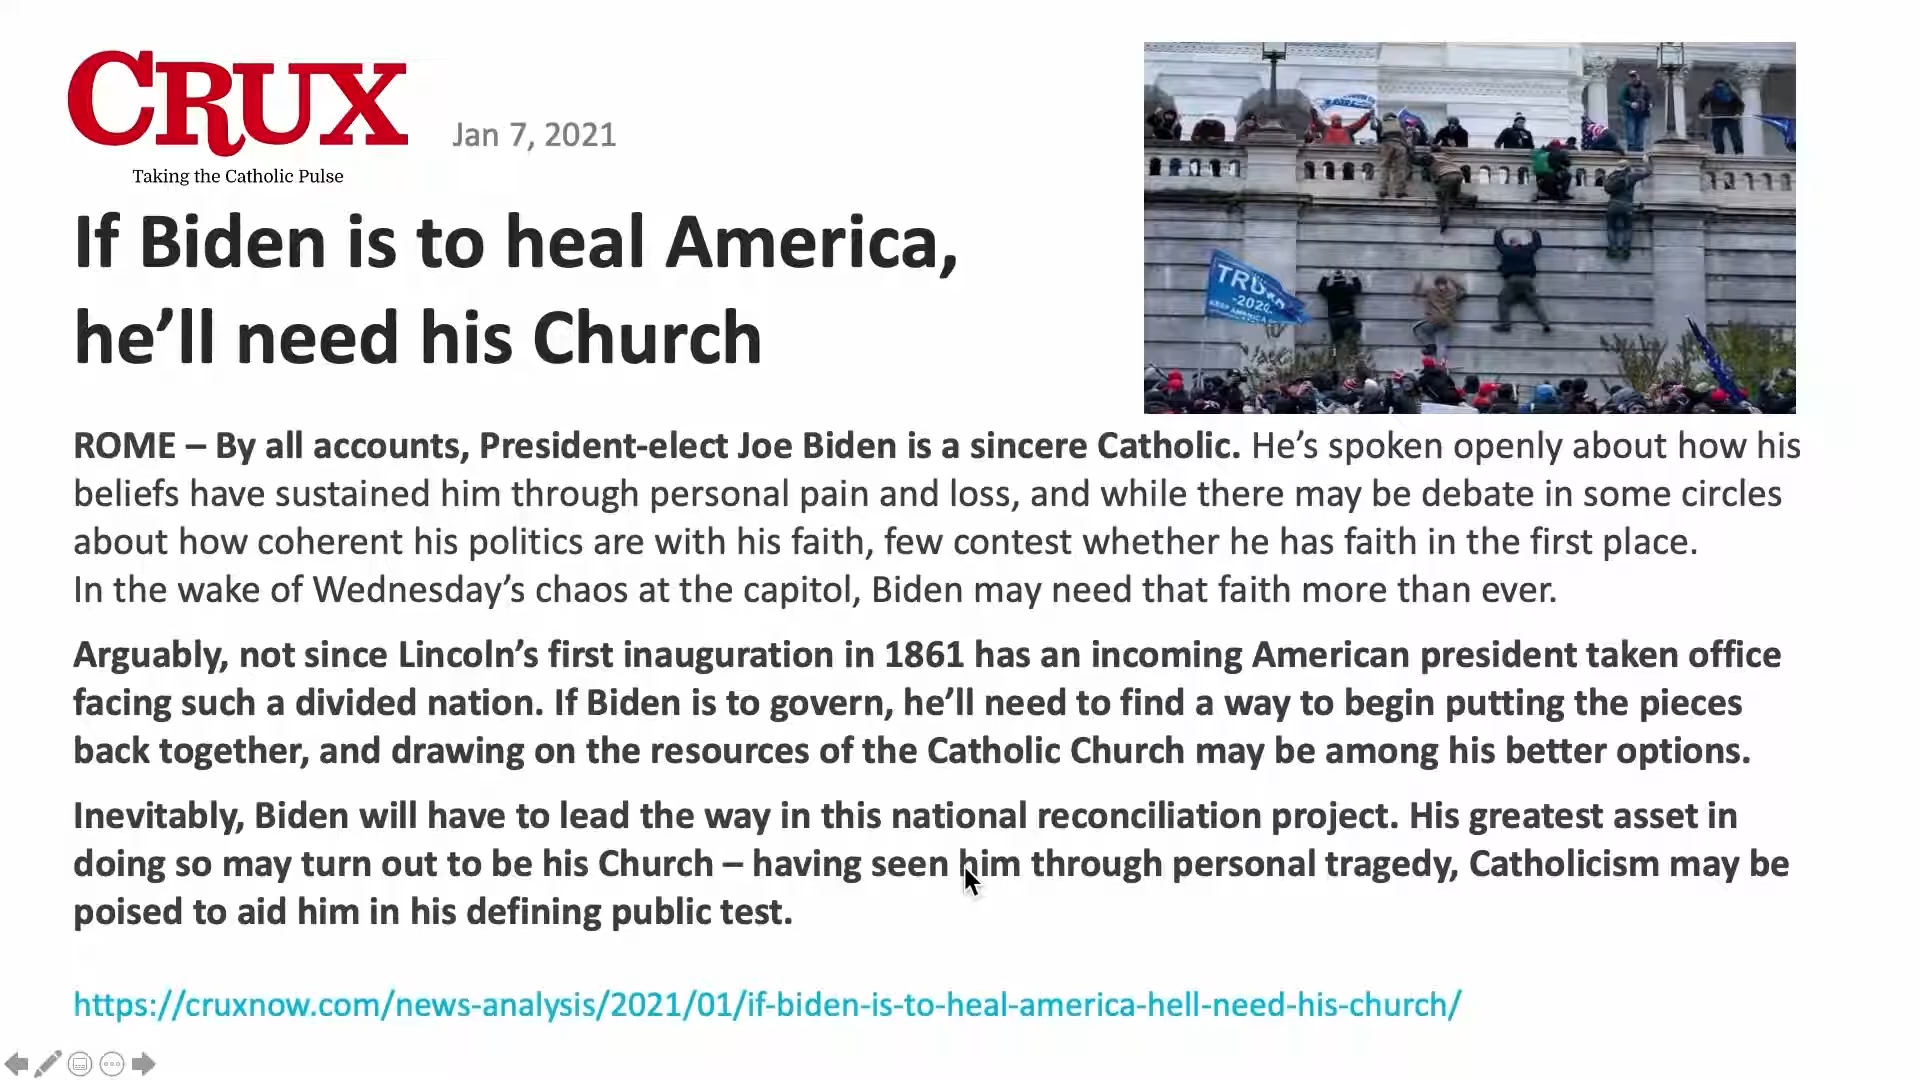 CRUX
Jan 7, 2021
Taking the Catholic Pulse
If Biden is to heal America,
he’ll need his Church
TRUMP
-2020-
KEEP AMERICA
ROME – By all accounts, President-elect Joe Biden is a sincere Catholic. He’s spoken openly about how his
beliefs have sustained him through personal pain and loss, and while there may be debate in some circles
about how coherent his politics are with his faith, few contest whether he has faith in the first place.
In the wake of Wednesday’s chaos at the capitol, Biden may need that faith more than ever.
Arguably, not since Lincoln’s first inauguration in 1861 has an incoming American president taken office
facing such a divided nation. If Biden is to govern, he’ll need to find a way to begin putting the pieces
back together, and drawing on the resources of the Catholic Church may be among his better options.
Inevitably, Biden will have to lead the way in this national reconciliation project. His greatest asset in
doing so may turn out to be his Church – having seen him through personal tragedy, Catholicism may be
poised to aid him in his defining public test.
https://cruxnow.com/news-analysis/2021/01/if-biden-is-to-heal-america-hell-need-his-church/